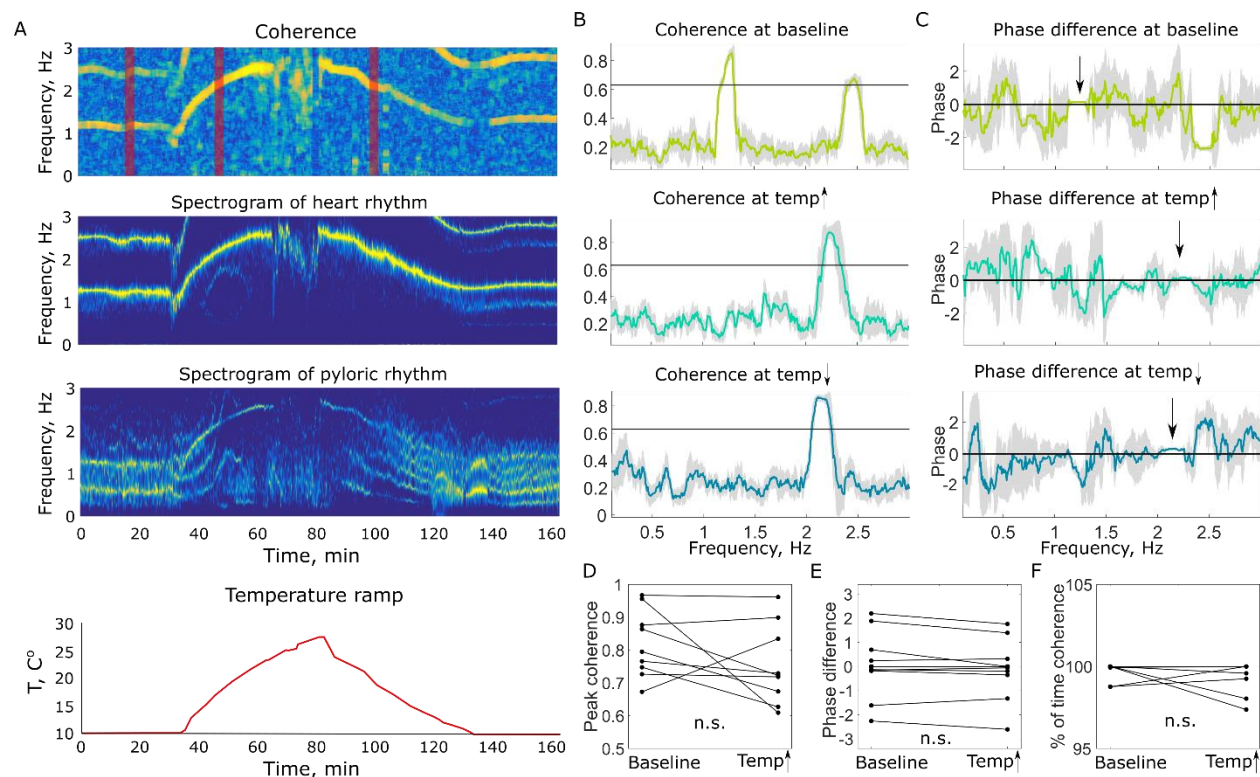 A
Coherence
Frequency, Hz
3
2
1
0
Spectrogram of heart rhythm
Frequency, Hz
3
2
1
0
Spectrogram of pyloric rhythm
Frequency, Hz
3
2
1
0
0 20 40 60 80 100 120 140 160
Time, min
Temperature ramp
T, C°
30
25
20
15
10
0 20 40 60 80 100 120 140 160
Time, min
B
Coherence at baseline
0.8
0.6
0.4
0.2
Coherence at temp↑
0.8
0.6
0.4
0.2
Coherence at temp↓
0.8
0.6
0.4
0.2
0
0.5 1 1.5 2 2.5
Frequency, Hz
C
Phase difference at baseline
Phase
2
0
-2
Phase difference at temp↑
Phase
2
0
-2
Phase difference at temp↓
Phase
2
0
-2
0.5 1 1.5 2 2.5
D
Peak coherence
1
0.9
0.8
0.7
0.6
0.5
n.s.
Baseline Temp↑
E
Phase difference
3
2
1
0
-1
-2
-3
n.s.
Baseline Temp↑
F
% of time coherence
105
100
95
n.s.
Baseline Temp↑